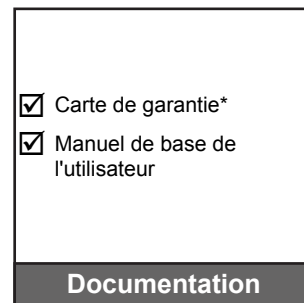 Carte de garantie*
Manuel de base de
l'utilisateur
Documentation